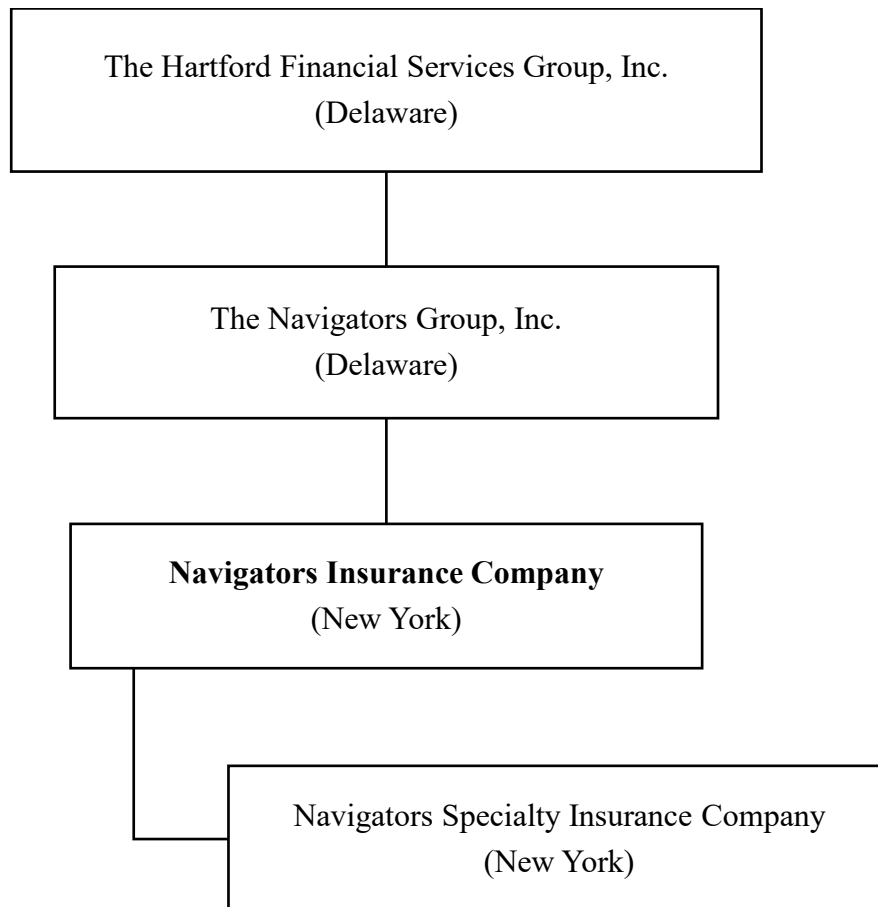 The Hartford Financial Services Group, Inc.
(Delaware)
The Navigators Group, Inc.
(Delaware)
Navigators Insurance Company
(New York)
Navigators Specialty Insurance Company
(New York)